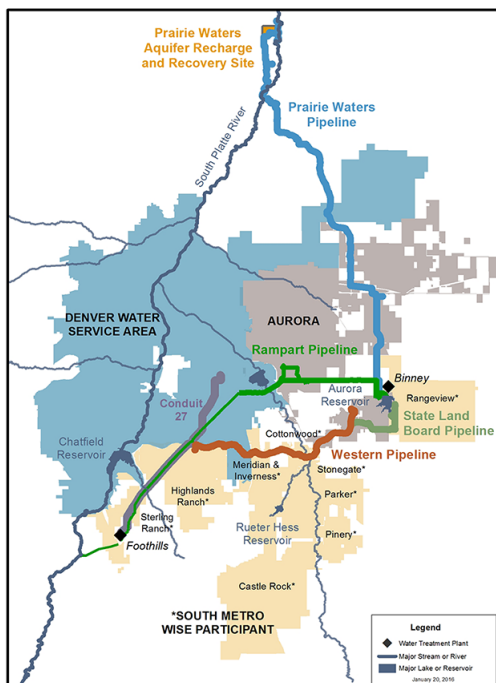 Prairie Waters
Aquifer Recharge
and Recovery Site
Prairie Waters
Pipeline
South Platte River
DENVER WATER
SERVICE AREA
AURORA
Rampart Pipeline
Binney
Aurora
Reservoir
Rangeview*
Conduit
27
State Land
Board Pipeline
Cottonwood*
Western Pipeline
Chatfield
Reservoir
Meridian &
Inverness*
Stonegate*
Highlands
Ranch*
Parker*
Sterling
Ranch*
Rueter Hess
Reservoir
Pinery*
Foothills
Castle Rock*
*SOUTH METRO
WISE PARTICIPANT
Legend
Water Treatment Plant
Major Stream or River
Major Lake or Reservoir
January 20, 2016